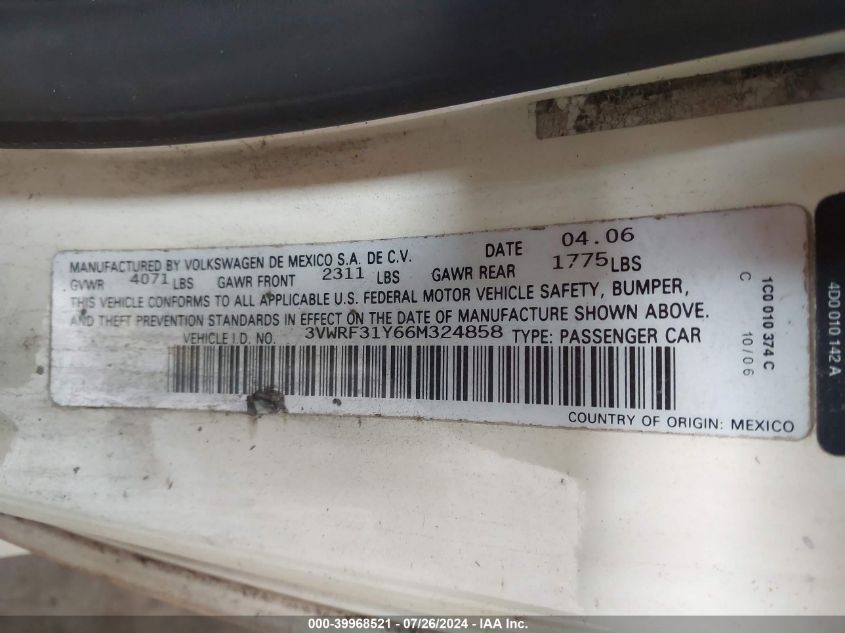 MANUFACTURED BY VOLKSWAGEN DE MEXICO S.A. DE C.V. DATE 04.06
GVWR 4071 LBS GAWR FRONT 2311 LBS GAWR REAR 1775 LBS
THIS VEHICLE CONFORMS TO ALL APPLICABLE U.S. FEDERAL MOTOR VEHICLE SAFETY, BUMPER,
AND THEFT PREVENTION STANDARDS IN EFFECT ON THE DATE OF MANUFACTURE SHOWN ABOVE.
VEHICLE I.D. NO. 3VWRF31Y66M324858 TYPE: PASSENGER CAR
COUNTRY OF ORIGIN: MEXICO
1C0 010 374 C
C 10/06
4D0 010 142 A
000-39968521 - 07/26/2024 - IAA Inc.